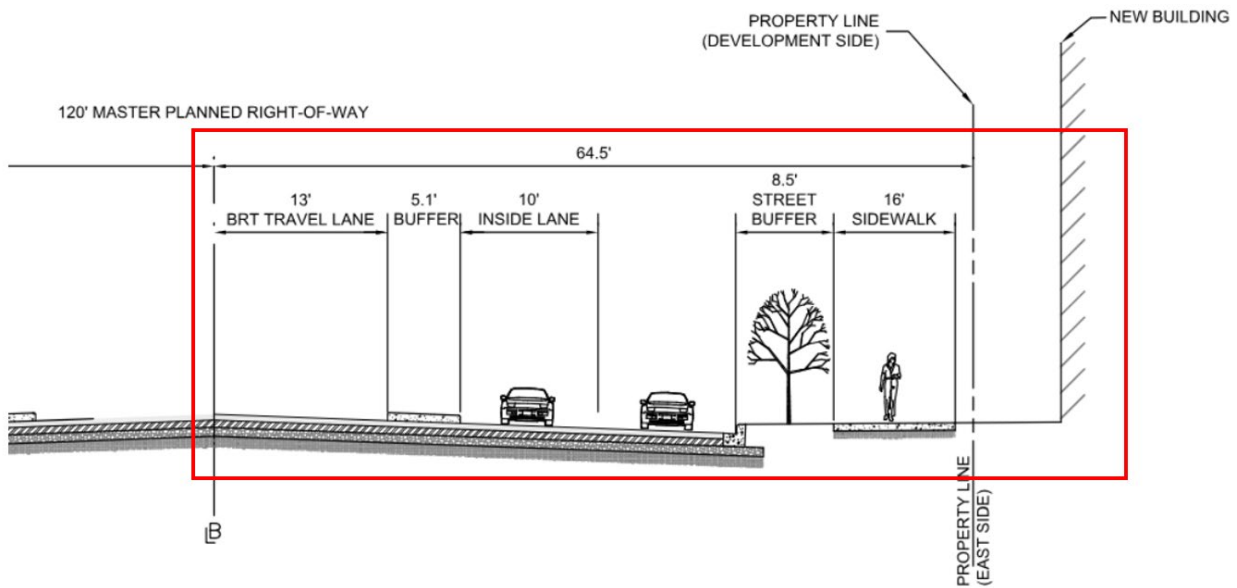 PROPERTY LINE
(DEVELOPMENT SIDE)
NEW BUILDING
120' MASTER PLANNED RIGHT-OF-WAY
64.5'
13'
BRT TRAVEL LANE
5.1'
BUFFER
10'
INSIDE LANE
8.5'
STREET
BUFFER
16'
SIDEWALK
PROPERTY LINE
(EAST SIDE)
LB